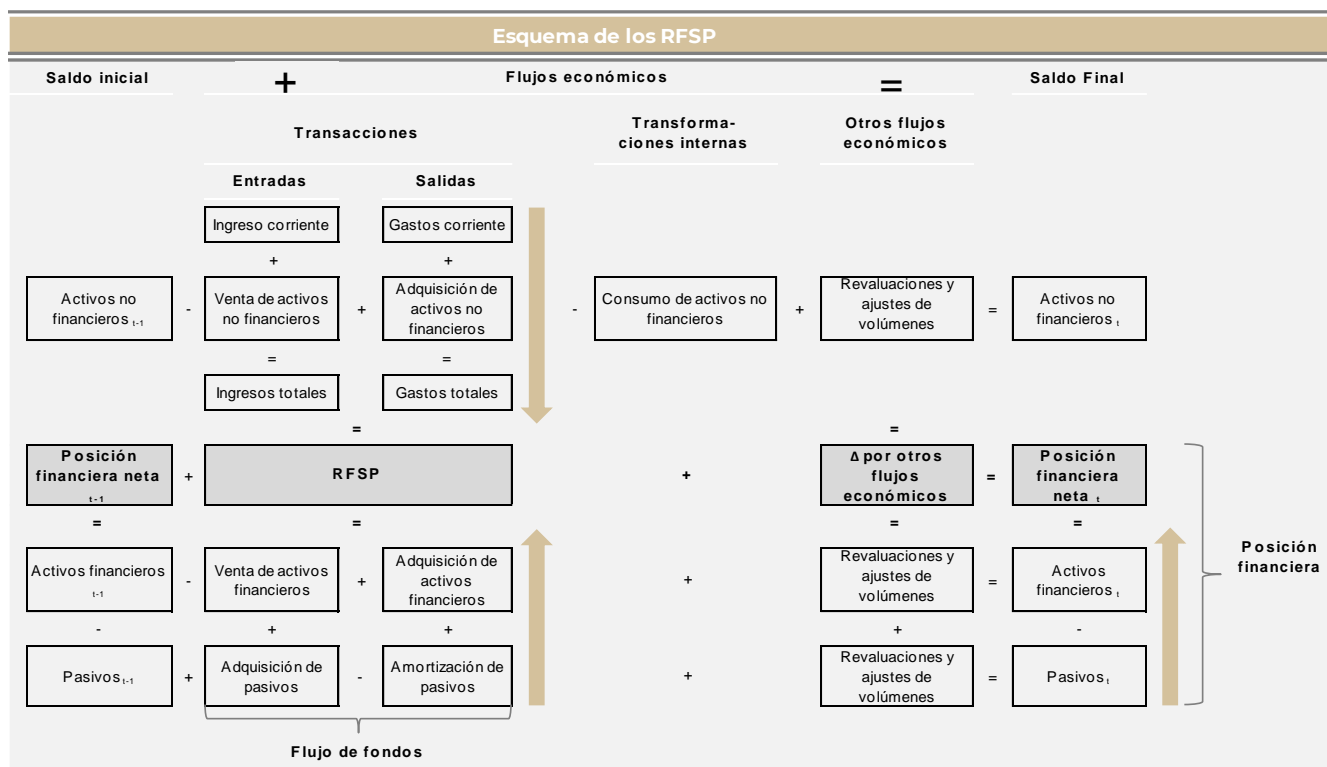 Esquema de los RFSP
Saldo inicial + Flujos económicos = Saldo Final
Transacciones
Transforma-
ciones internas
Otros flujos
económicos
Entradas Salidas
Ingreso corriente Gastos corriente
+ +
Activos no
financieros t-1
-
Venta de activos
no financieros
+
Adquisición de
activos no
financieros
-
Consumo de activos no
financieros
+
Revaluaciones y
ajustes de
volúmenes
=
Activos no
financieros t
= =
Ingresos totales Gastos totales
= =
Posición
financiera neta
t-1
+
RFSP
+
Δ por otros
flujos
económicos
=
Posición
financiera
neta t
= = = =
Activos financieros
t-1
-
Venta de activos
financieros
+
Adquisición de
activos
financieros
+
Revaluaciones y
ajustes de
volúmenes
=
Activos
financieros t
Posición
financiera
- + + + -
Pasivos t-1
+
Adquisición de
pasivos
-
Amortización de
pasivos
+
Revaluaciones y
ajustes de
volúmenes
=
Pasivos t
Flujo de fondos